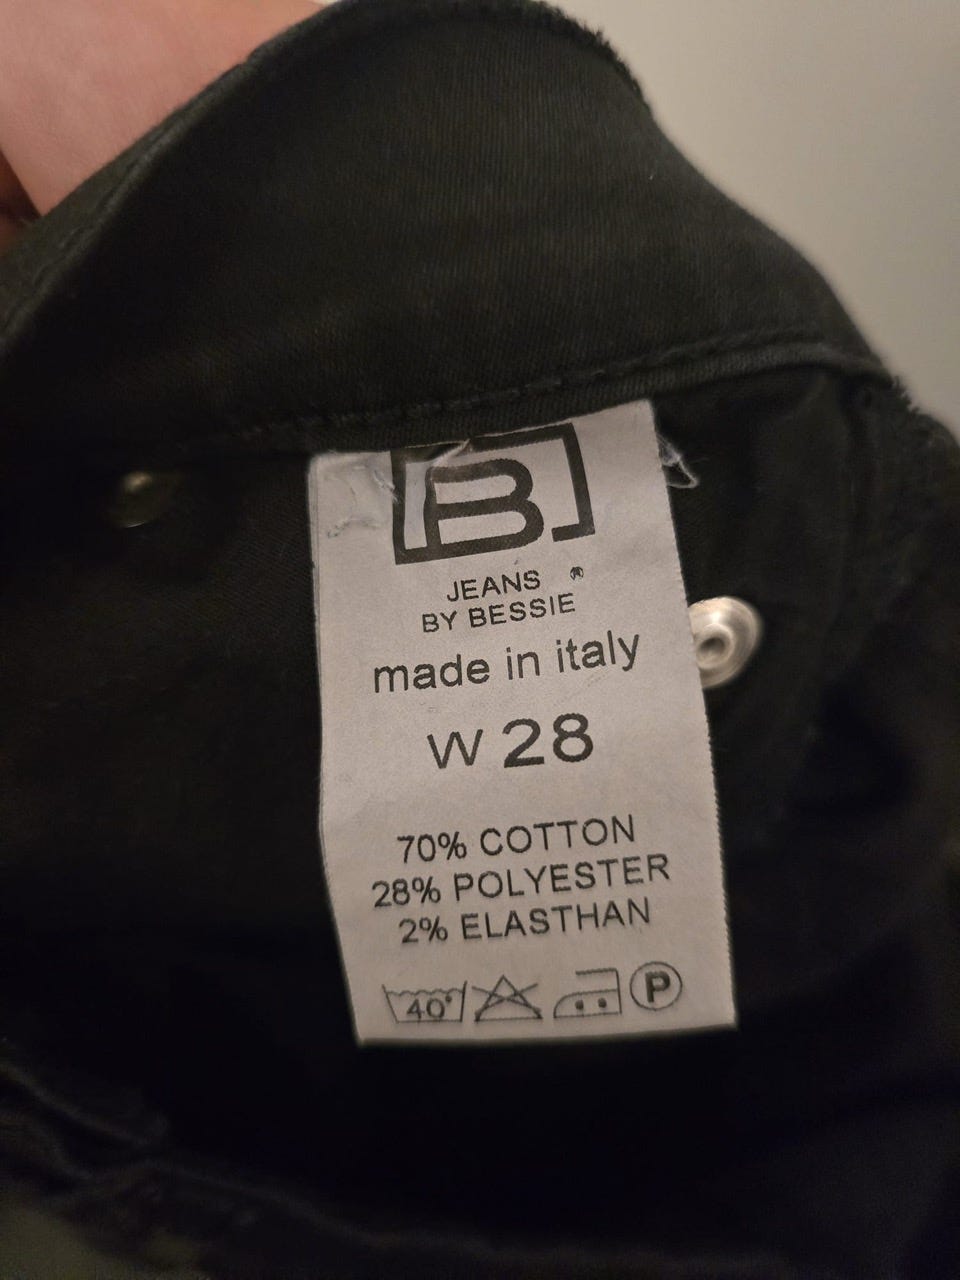 B
JEANS ®
BY BESSIE
made in italy
W 28
70% COTTON
28% POLYESTER
2% ELASTHAN
40° P